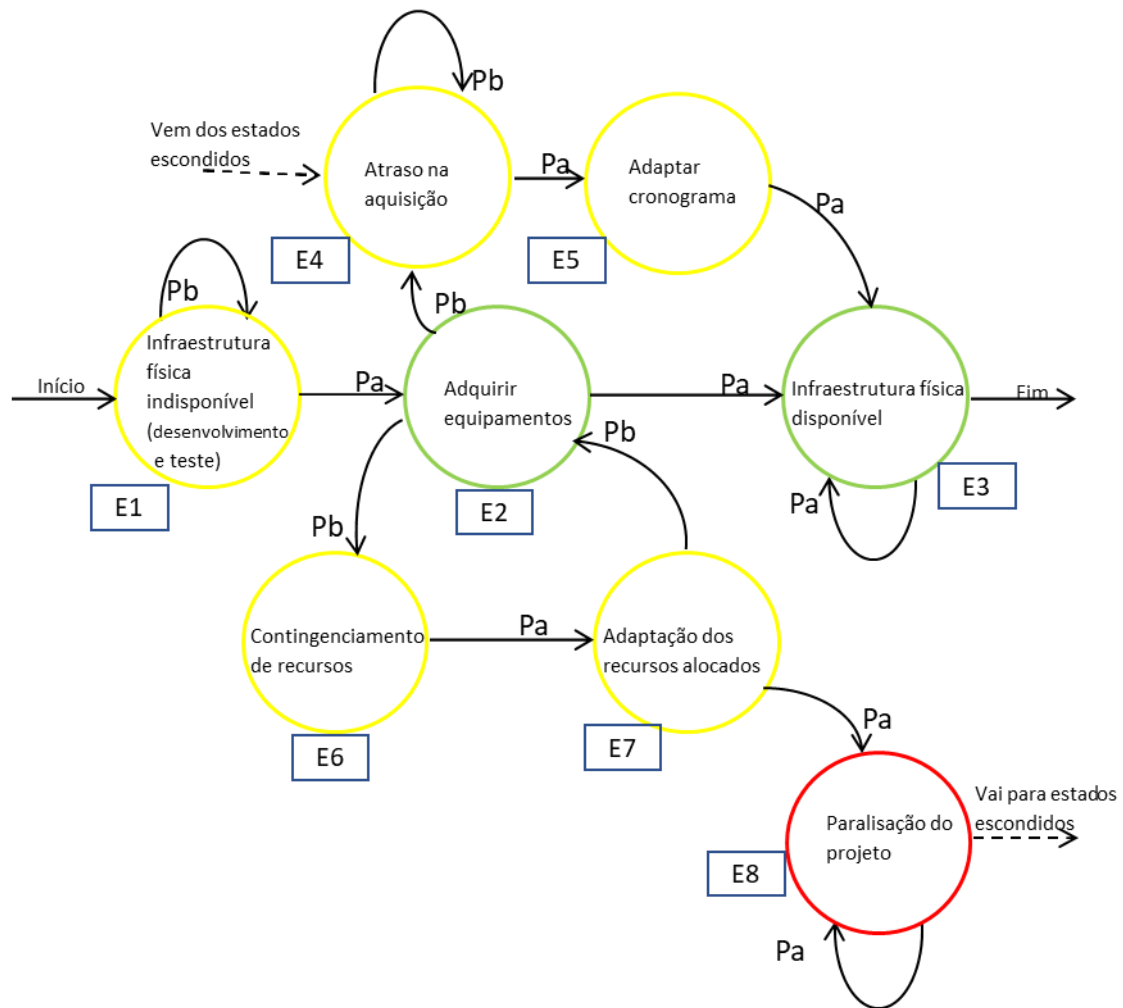 Pb
Vem dos estados
escondidos
Atraso na
aquisição
Pa
Adaptar
cronograma
Pa
E4
E5
Pb
Pb
Infraestrutura
física
indisponível
(desenvolvimento
e teste)
Início
Pa
Adquirir
equipamentos
Pa
Infraestrutura física
disponível
Fim
Pb
E1
E2
Pa
E3
Pb
Contingenciamento
de recursos
Pa
Adaptação dos
recursos alocados
E6
E7
Pa
Vai para estados
escondidos
Paralisação do
projeto
E8
Pa